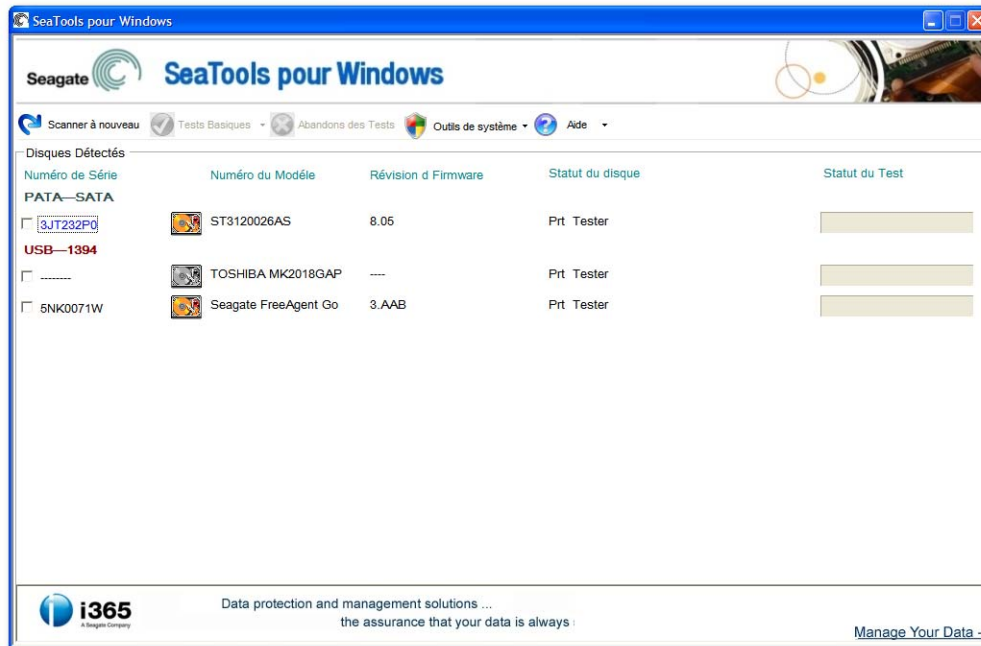 SeaTools pour Windows
Seagate SeaTools pour Windows
Scanner à nouveau Tests Basiques Abandons des Tests Outils de système Aide
Disques Détectés
Numéro de Série Numéro du Modéle Révision d Firmware Statut du disque Statut du Test
PATA—SATA
3JT232P0 ST3120026AS 8.05 Prt Tester
USB—1394
-------- TOSHIBA MK2018GAP ---- Prt Tester
5NK0071W Seagate FreeAgent Go 3.AAB Prt Tester
i365
A Seagate Company
Data protection and management solutions ...
the assurance that your data is always
Manage Your Data -